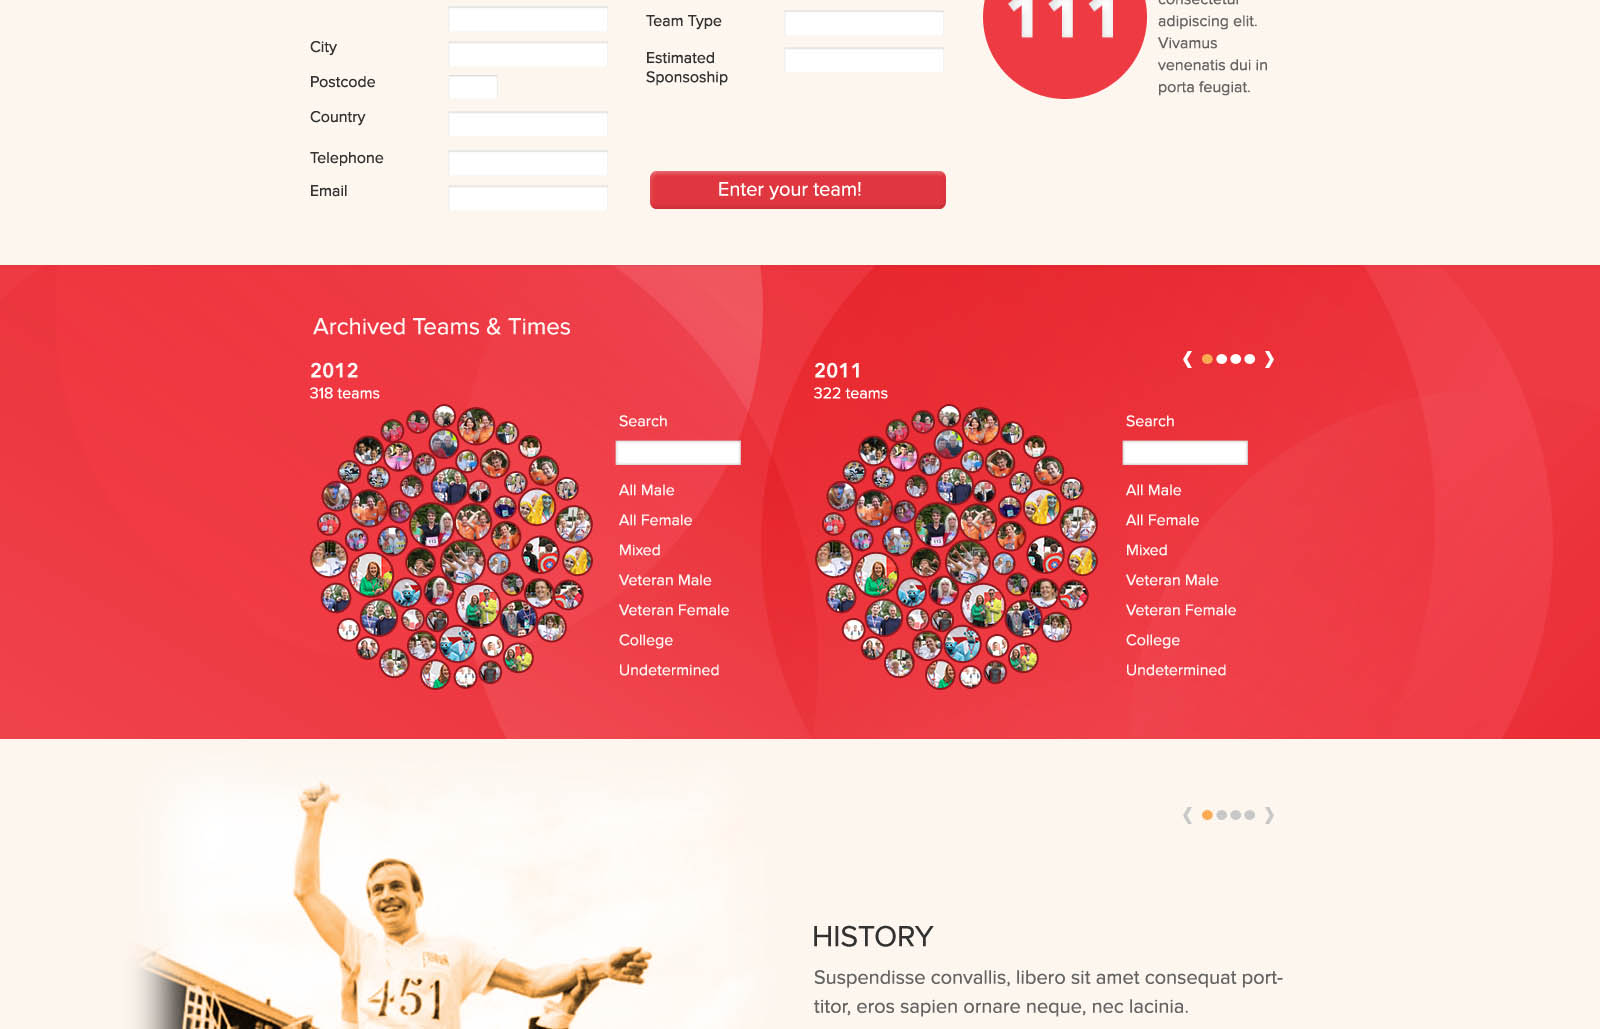 City
Postcode
Country
Telephone
Email
Team Type
Estimated
Sponsoship
Enter your team!
111
adipiscing elit.
Vivamus
venenatis dui in
porta feugiat.
Archived Teams & Times
2012
318 teams
Search
All Male
All Female
Mixed
Veteran Male
Veteran Female
College
Undetermined
2011
322 teams
Search
All Male
All Female
Mixed
Veteran Male
Veteran Female
College
Undetermined
451
HISTORY
Suspendisse convallis, libero sit amet consequat port-
titor, eros sapien ornare neque, nec lacinia.